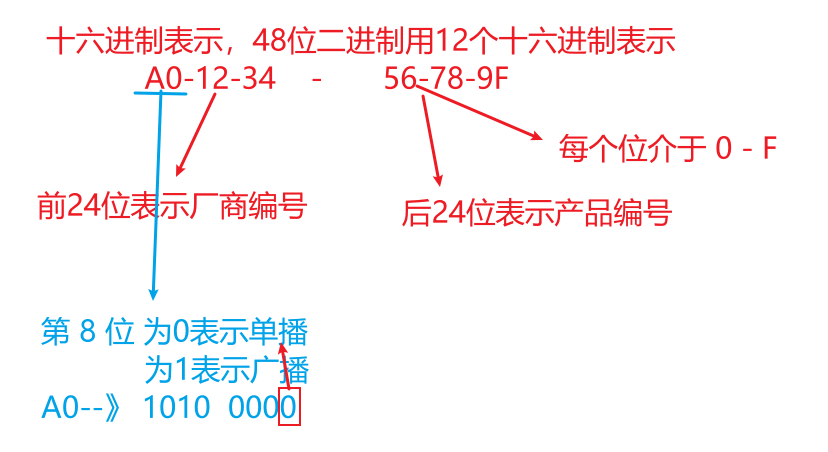 十六进制表示，48位二进制用12个十六进制表示
A0-12-34 - 56-78-9F
每个位介于 0 - F
前24位表示厂商编号
后24位表示产品编号
第 8 位 为0表示单播
为1表示广播
A0--》 1010 0000